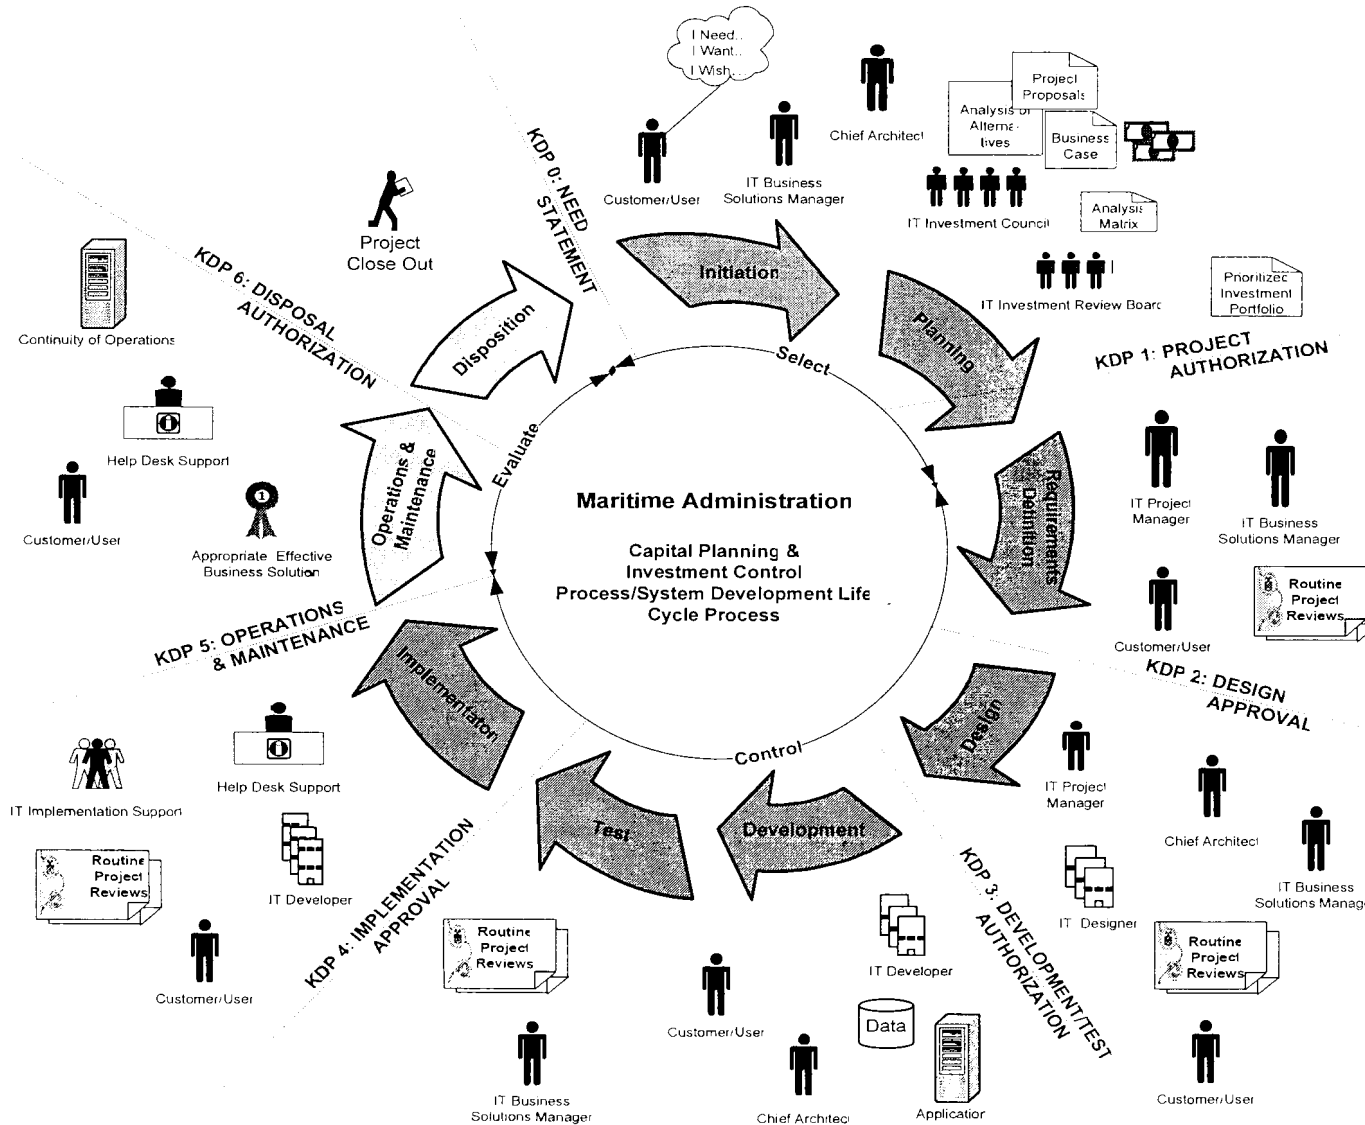 I Need..
I Want..
I Wish...
Customer/User
IT Business
Solutions Manager
Chief Architect
Project
Proposals
Analysis of
Alterna-
tives
Business
Case
IT Investment Council
Analysis
Matrix
IT Investment Review Board
Prioritized
Investment
Portfolio
KDP 0: NEED
STATEMENT
Project
Close Out
KDP 6: DISPOSAL
AUTHORIZATION
Continuity of Operations
Help Desk Support
Customer/User
Appropriate Effective
Business Solution
Initiation
Planning
Requirements
Definition
Design
Development
Test
Implementaton
Operations &
Maintenance
Disposition
Select
Control
Evaluate
Maritime Administration
Capital Planning &
Investment Control
Process/System Development Life
Cycle Process
KDP 1: PROJECT
AUTHORIZATION
IT Project
Manager
IT Business
Solutions Manager
Customer/User
Routine
Project
Reviews
KDP 2: DESIGN
APPROVAL
IT Project
Manager
Chief Architect
IT Business
Solutions Manage
IT Designer
Routine
Project
Reviews
Customer/User
KDP 3: DEVELOPMENT/TEST
AUTHORIZATION
IT Developer
Data
Application
Customer/User
Chief Architect
Routine
Project
Reviews
IT Business
Solutions Manager
KDP 4: IMPLEMENTATION
APPROVAL
Help Desk Support
IT Implementation Support
IT Developer
Routine
Project
Reviews
Customer/User
KDP 5: OPERATIONS
& MAINTENANCE